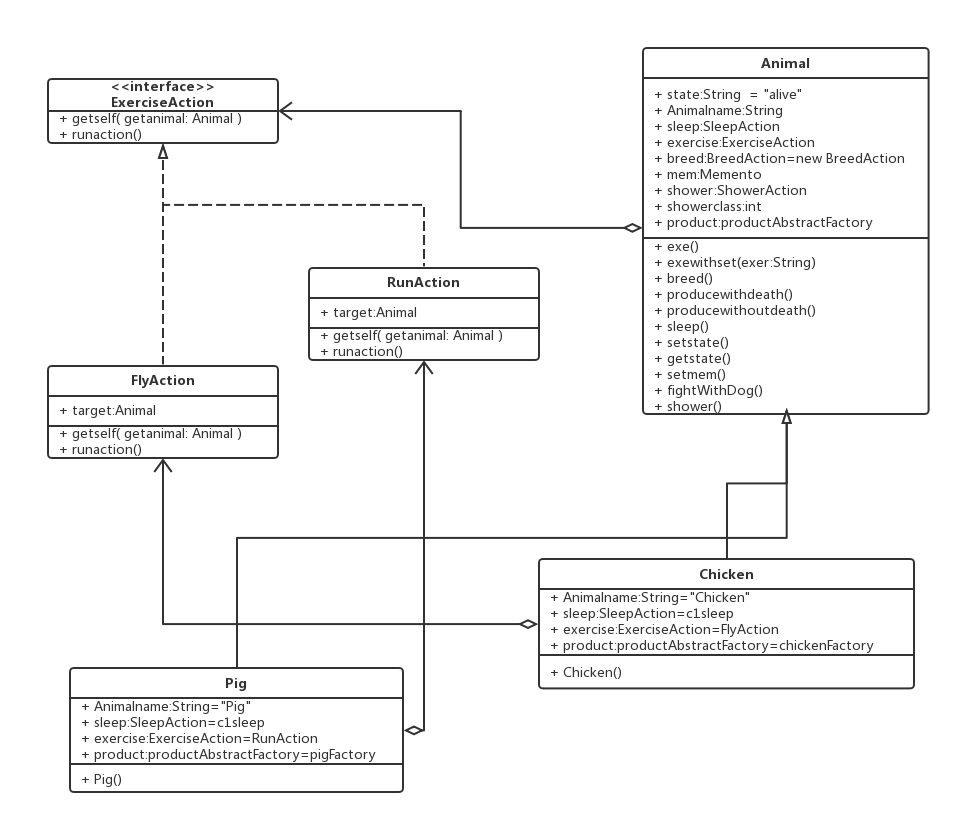 <<interface>>
ExerciseAction
+ getself( getanimal: Animal )
+ runaction()
Animal
+ state:String = "alive"
+ Animalname:String
+ sleep:SleepAction
+ exercise:ExerciseAction
+ breed:BreedAction=new BreedAction
+ mem:Memento
+ shower:ShowerAction
+ showerclass:int
+ product:productAbstractFactory
+ exe()
+ exewithset(exer:String)
+ breed()
+ producewithdeath()
+ producewithoutdeath()
+ sleep()
+ setstate()
+ getstate()
+ setmem()
+ fightWithDog()
+ shower()
RunAction
+ target:Animal
+ getself( getanimal: Animal )
+ runaction()
FlyAction
+ target:Animal
+ getself( getanimal: Animal )
+ runaction()
Chicken
+ Animalname:String="Chicken"
+ sleep:SleepAction=c1sleep
+ exercise:ExerciseAction=FlyAction
+ product:productAbstractFactory=chickenFactory
+ Chicken()
Pig
+ Animalname:String="Pig"
+ sleep:SleepAction=c1sleep
+ exercise:ExerciseAction=RunAction
+ product:productAbstractFactory=pigFactory
+ Pig()